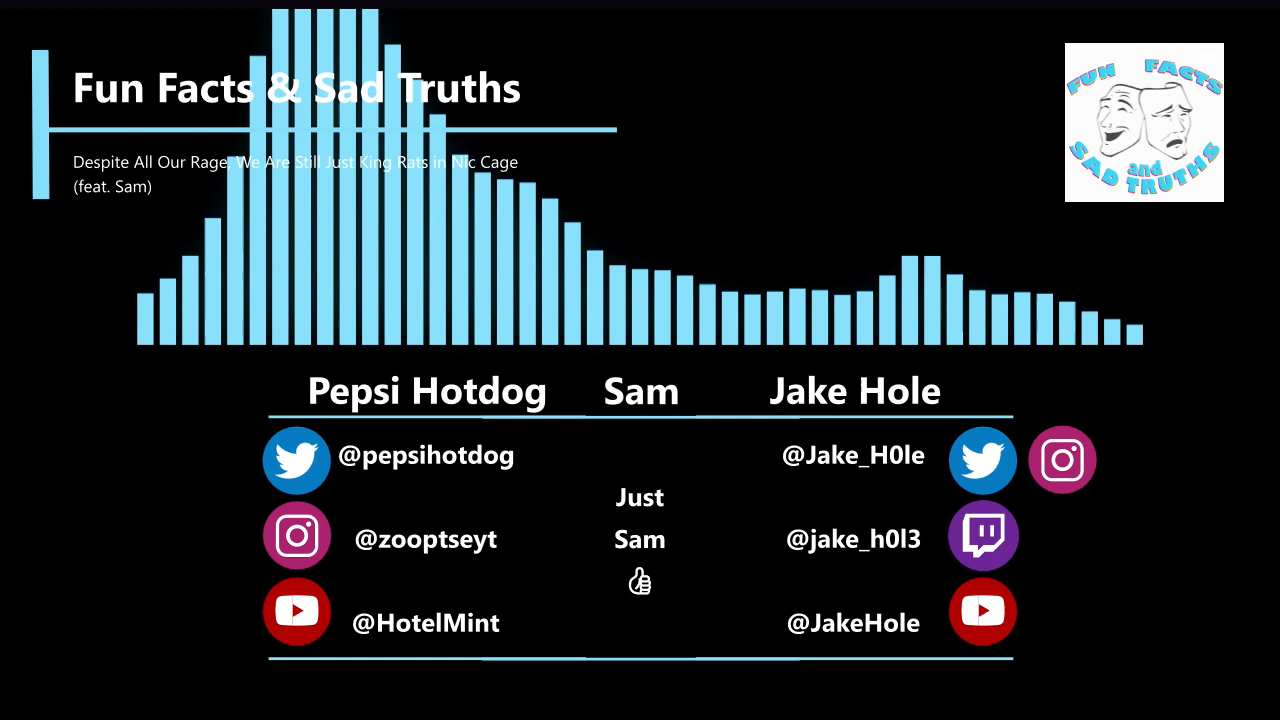 Fun Facts & Sad Truths
Despite All Our Rage, We Are Still Just King Rats in Nic Cage
(feat. Sam)
FUN FACTS
and
SAD TRUTHS
Pepsi Hotdog Sam Jake Hole
@pepsihotdog @Jake_H0le
Just
@zooptseyt Sam @jake_h0l3
@HotelMint @JakeHole